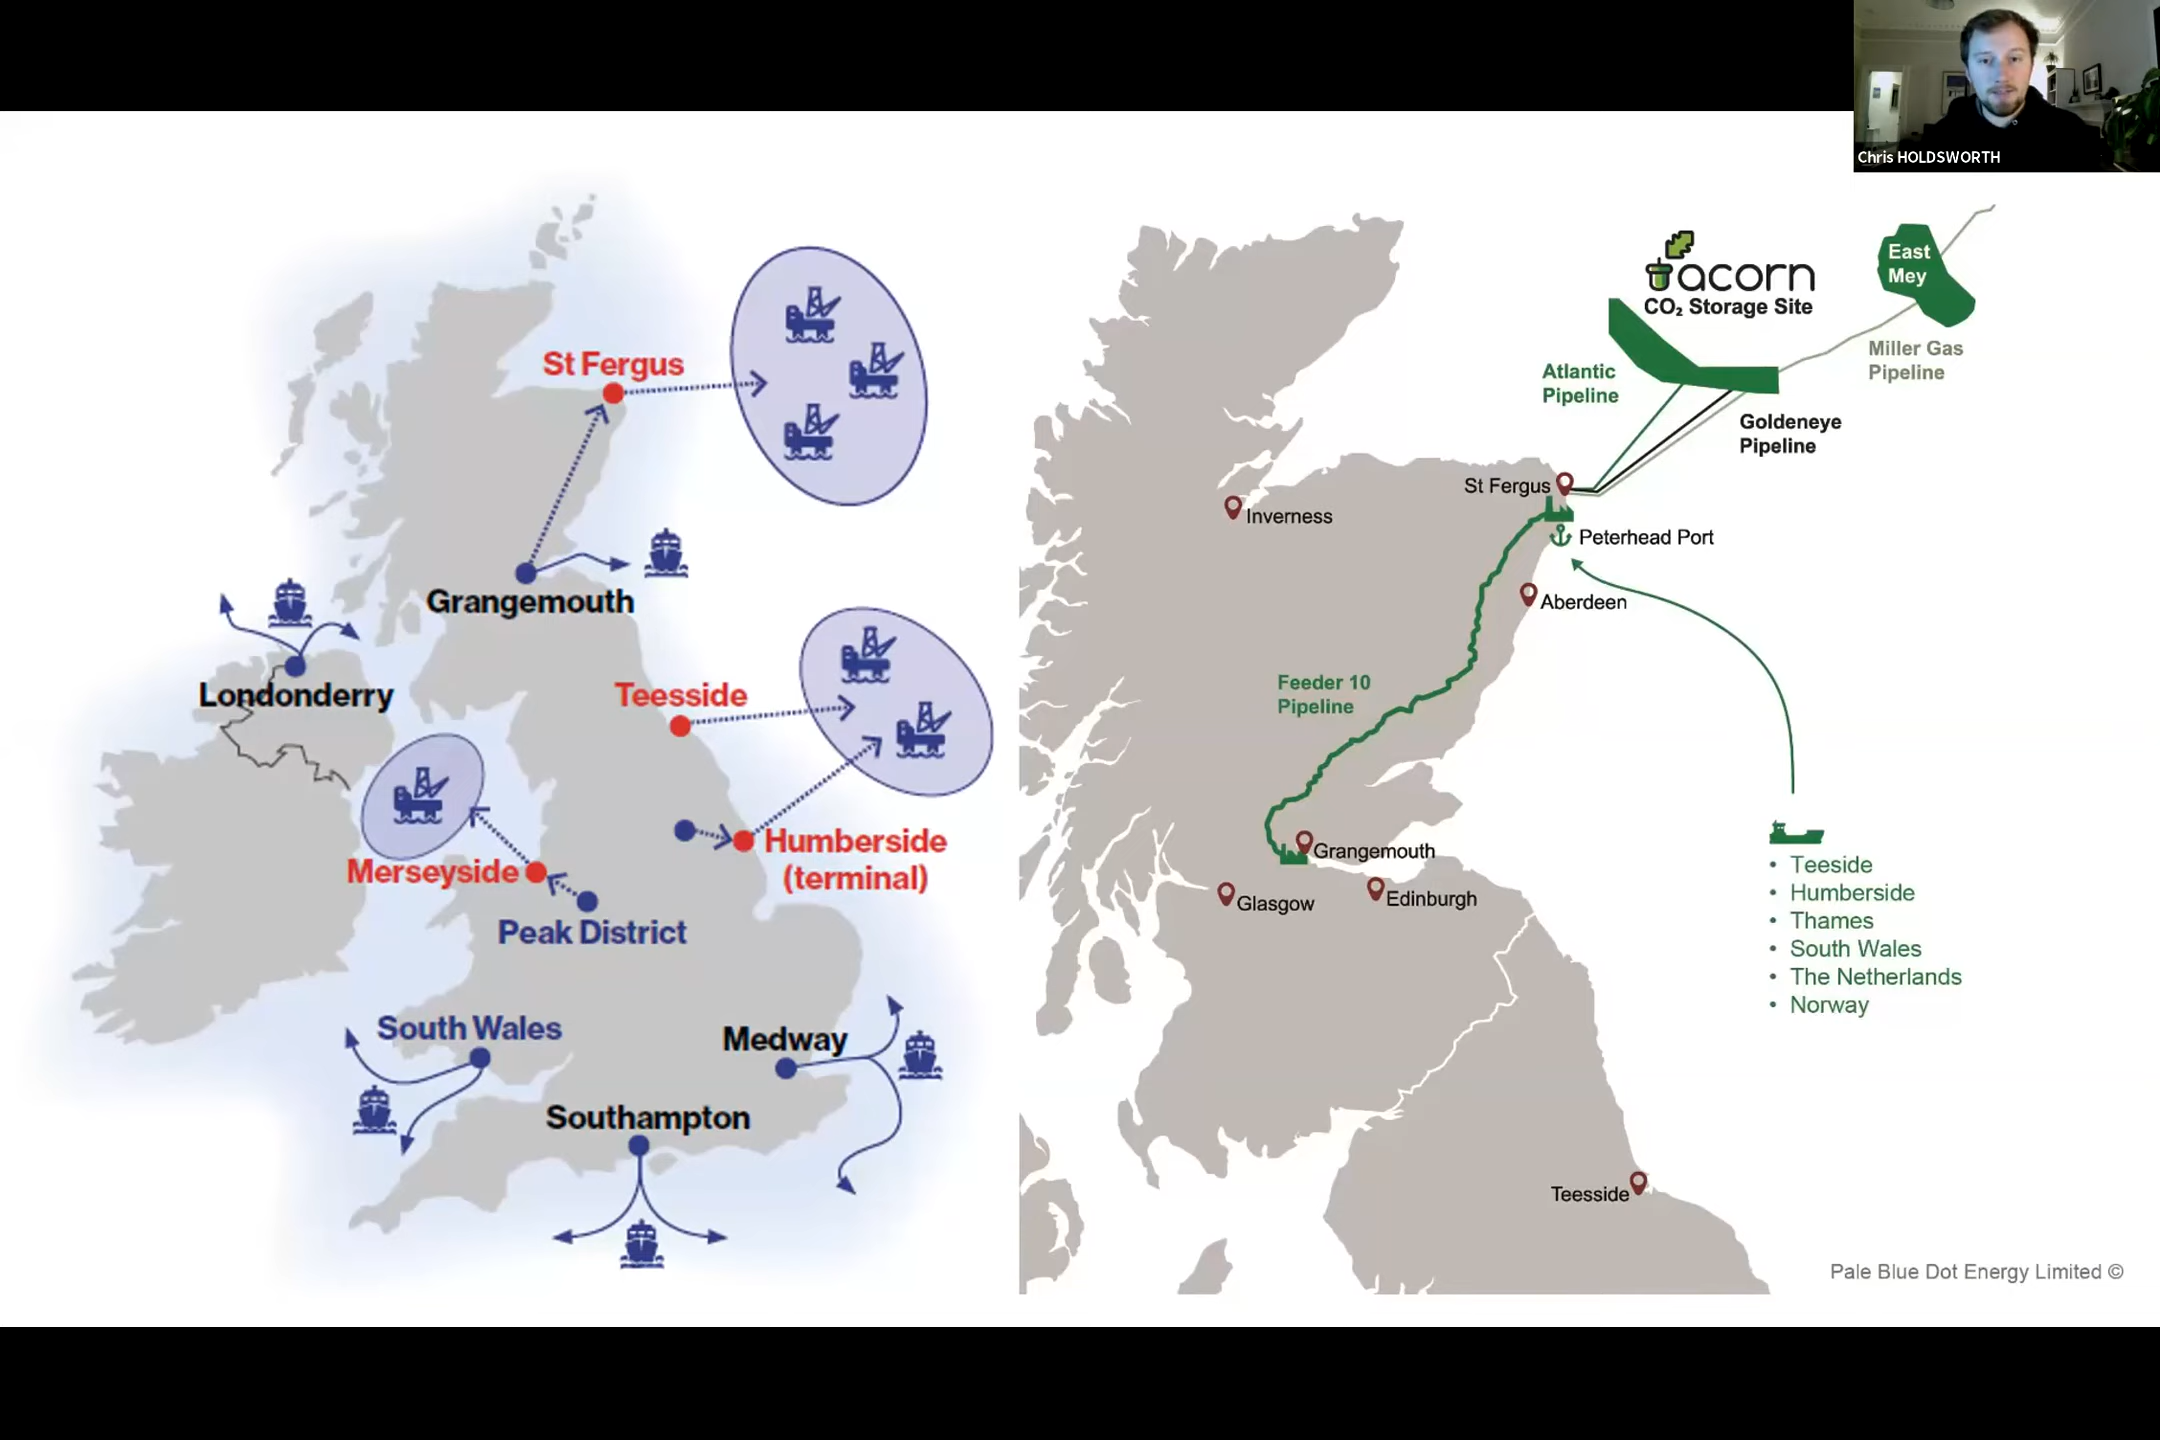 Chris HOLDSWORTH
St Fergus
Grangemouth
Londonderry
Teesside
Humberside
(terminal)
Merseyside
Peak District
South Wales
Medway
Southampton
acorn
CO₂ Storage Site
East
Mey
Miller Gas
Pipeline
Atlantic
Pipeline
Goldeneye
Pipeline
St Fergus
Inverness
Peterhead Port
Aberdeen
Feeder 10
Pipeline
Grangemouth
Glasgow
Edinburgh
• Teeside
• Humberside
• Thames
• South Wales
• The Netherlands
• Norway
Teesside
Pale Blue Dot Energy Limited ©